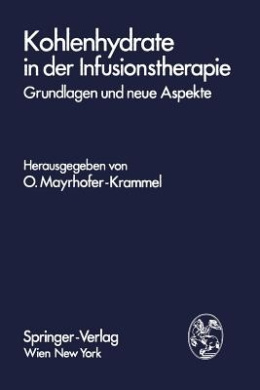 Kohlenhydrate
in der Infusionstherapie
Grundlagen und neue Aspekte
Herausgegeben von
O. Mayrhofer-Krammel
Springer-Verlag
Wien New York